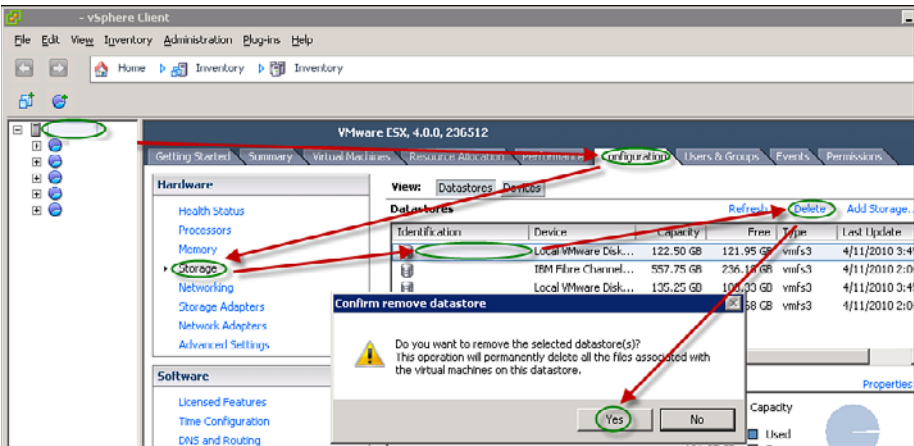 - vSphere Client
File Edit View Inventory Administration Plug-ins Help
Home Inventory Inventory
VMware ESX, 4.0.0, 236512
Getting Started Summary Virtual Machines Resource Allocation Performance Configuration Users & Groups Events Permissions
Hardware
Health Status
Processors
Memory
Storage
Networking
Storage Adapters
Network Adapters
Advanced Settings
Software
Licensed Features
Time Configuration
DNS and Routing
View: Datastores Devices
Datastores
Refresh Delete Add Storage...
Identification Device Capacity Free Type Last Update
Local VMware Disk... 122.50 GB 121.95 GB vmfs3 4/11/2010 3:4
IBM Fibre Channel... 557.75 GB 236.18 GB vmfs3 4/11/2010 2:0
Local VMware Disk... 135.25 GB GB vmfs3 4/11/2010 3:4
58 GB vmfs3 4/11/2010 2:0
Confirm remove datastore
Do you want to remove the selected datastore(s)?
This operation will permanently delete all the files associated with
the virtual machines on this datastore.
Yes No
Properties
Capacity
Used